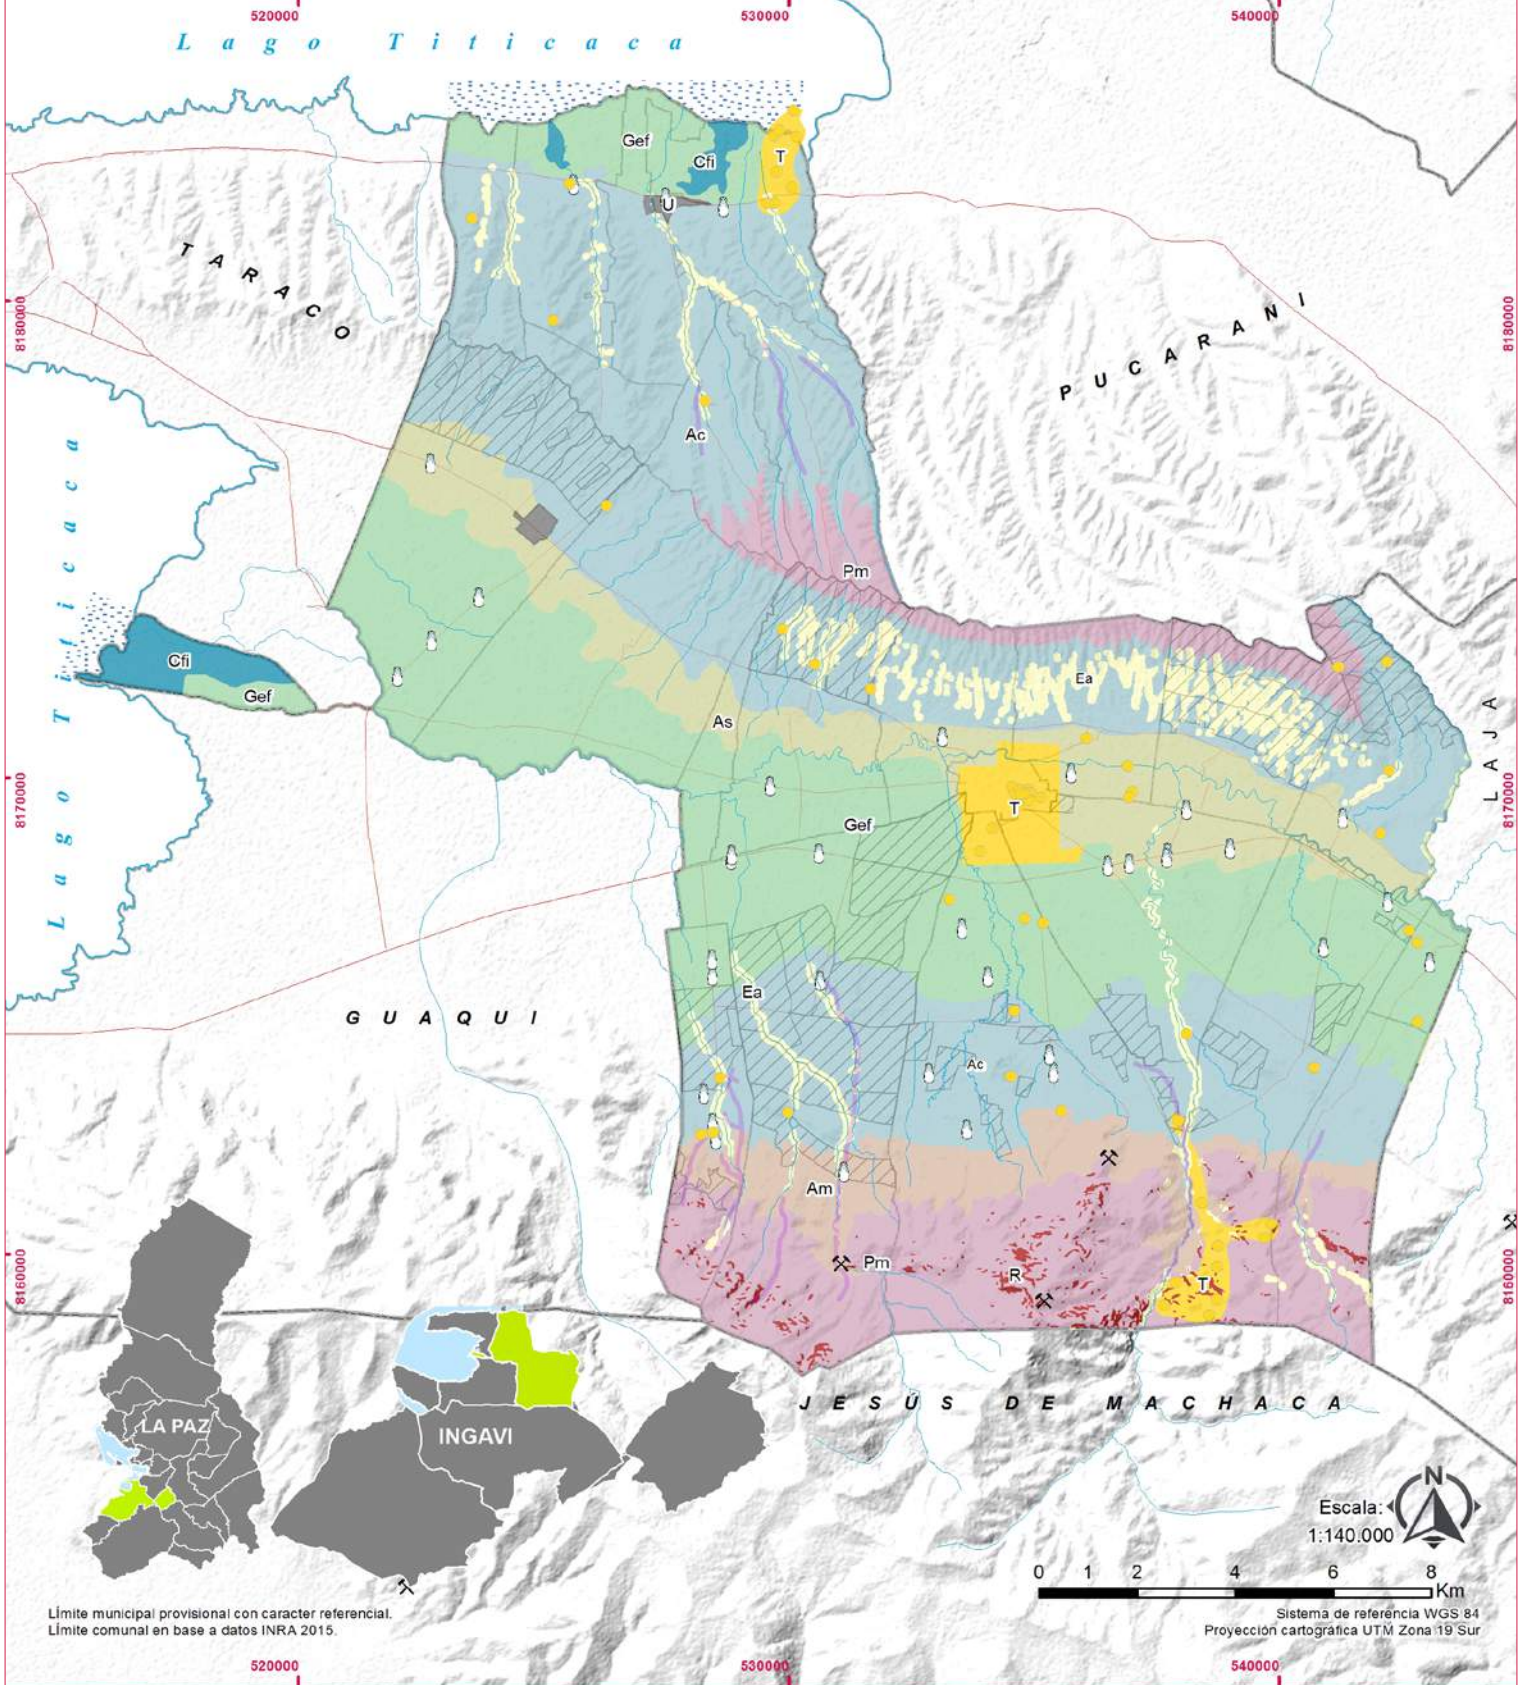 520000
530000
540000
Lago Titicaca
Gef
Cfi
T
U
TARACO
8180000
8180000
PUCARANI
Ac
Lago Titicaca
Pm
Cfi
Gef
Ea
As
LAJA
8170000
8170000
T
Gef
Ea
GUAQUI
Ac
Am
Pm
R
T
8160000
8160000
JESÚS DE MACHACA
LA PAZ
INGAVI
N
Escala:
1:140.000
0 1 2 4 6 8
Km
Límite municipal provisional con caracter referencial.
Límite comunal en base a datos INRA 2015.
Sistema de referencia WGS 84
Proyección cartográfica UTM Zona 19 Sur
520000
530000
540000